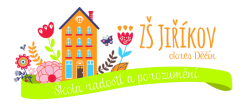 ZŠ JIŘÍKOV
okres Děčín
Škola radosti a porozumění